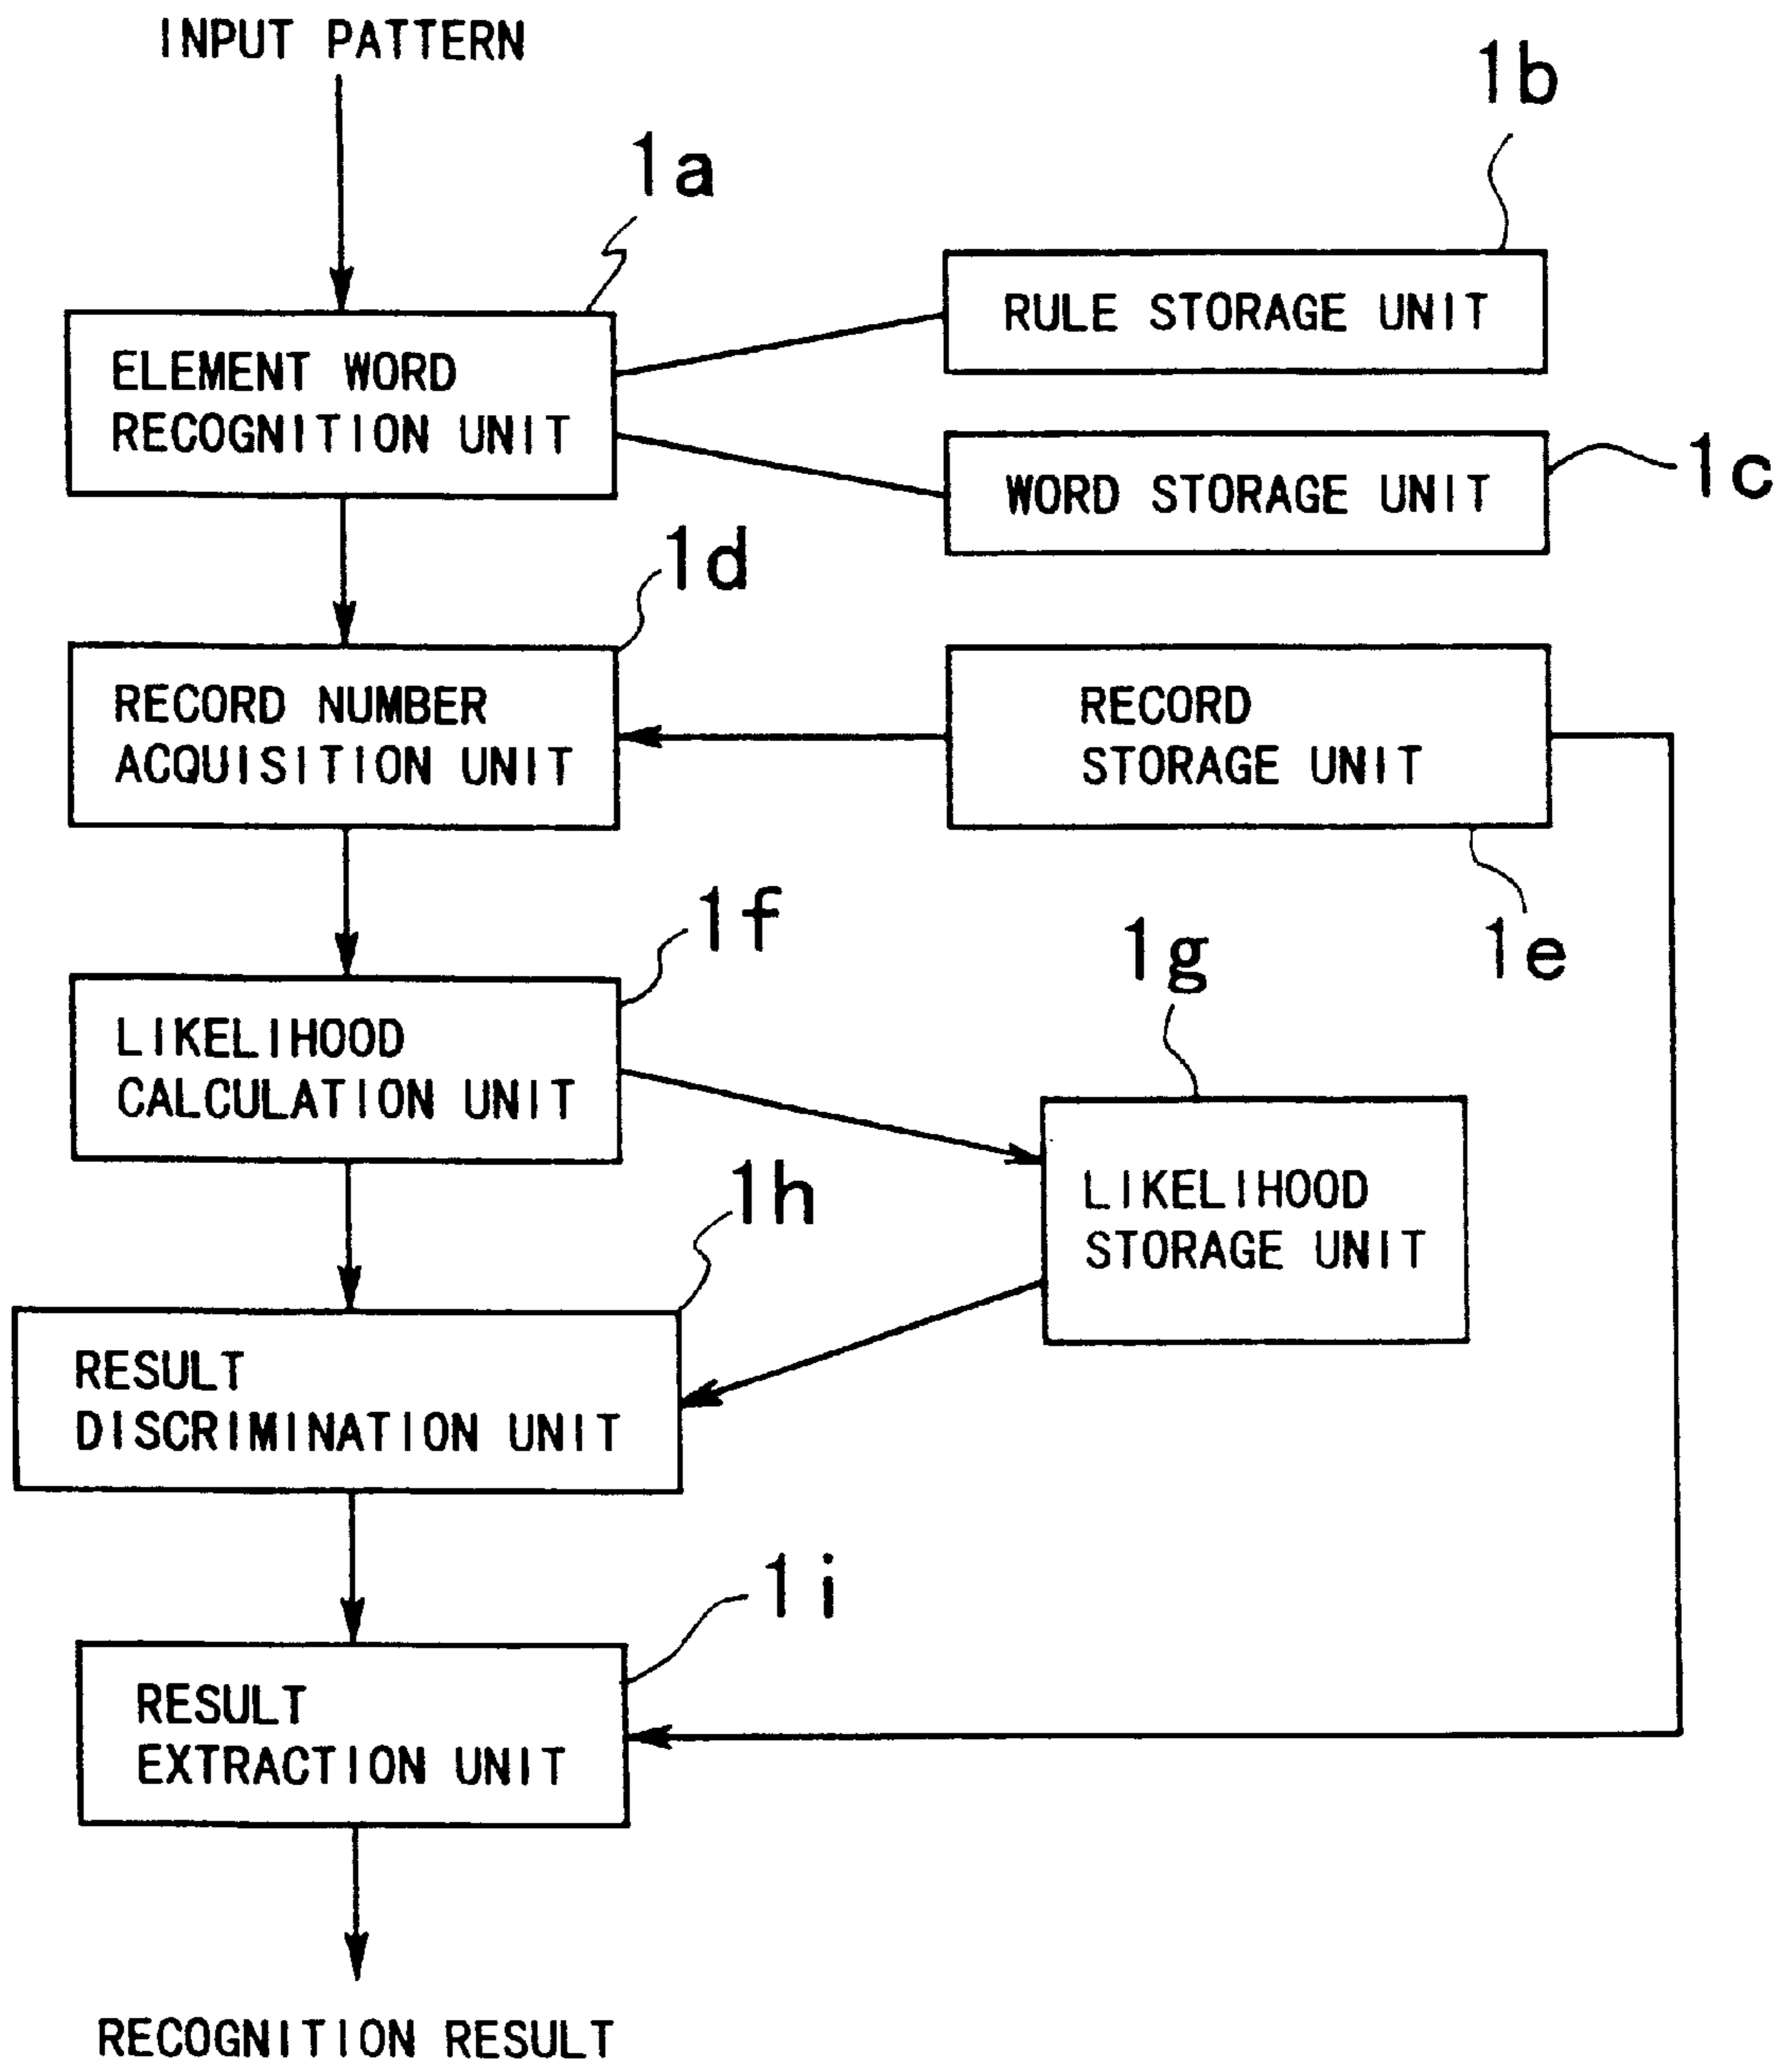 INPUT PATTERN
1b
1a
RULE STORAGE UNIT
ELEMENT WORD
RECOGNITION UNIT
WORD STORAGE UNIT
1c
1d
RECORD NUMBER
ACQUISITION UNIT
RECORD
STORAGE UNIT
1e
1f
1g
LIKELIHOOD
CALCULATION UNIT
LIKELIHOOD
STORAGE UNIT
1h
RESULT
DISCRIMINATION UNIT
1i
RESULT
EXTRACTION UNIT
RECOGNITION RESULT